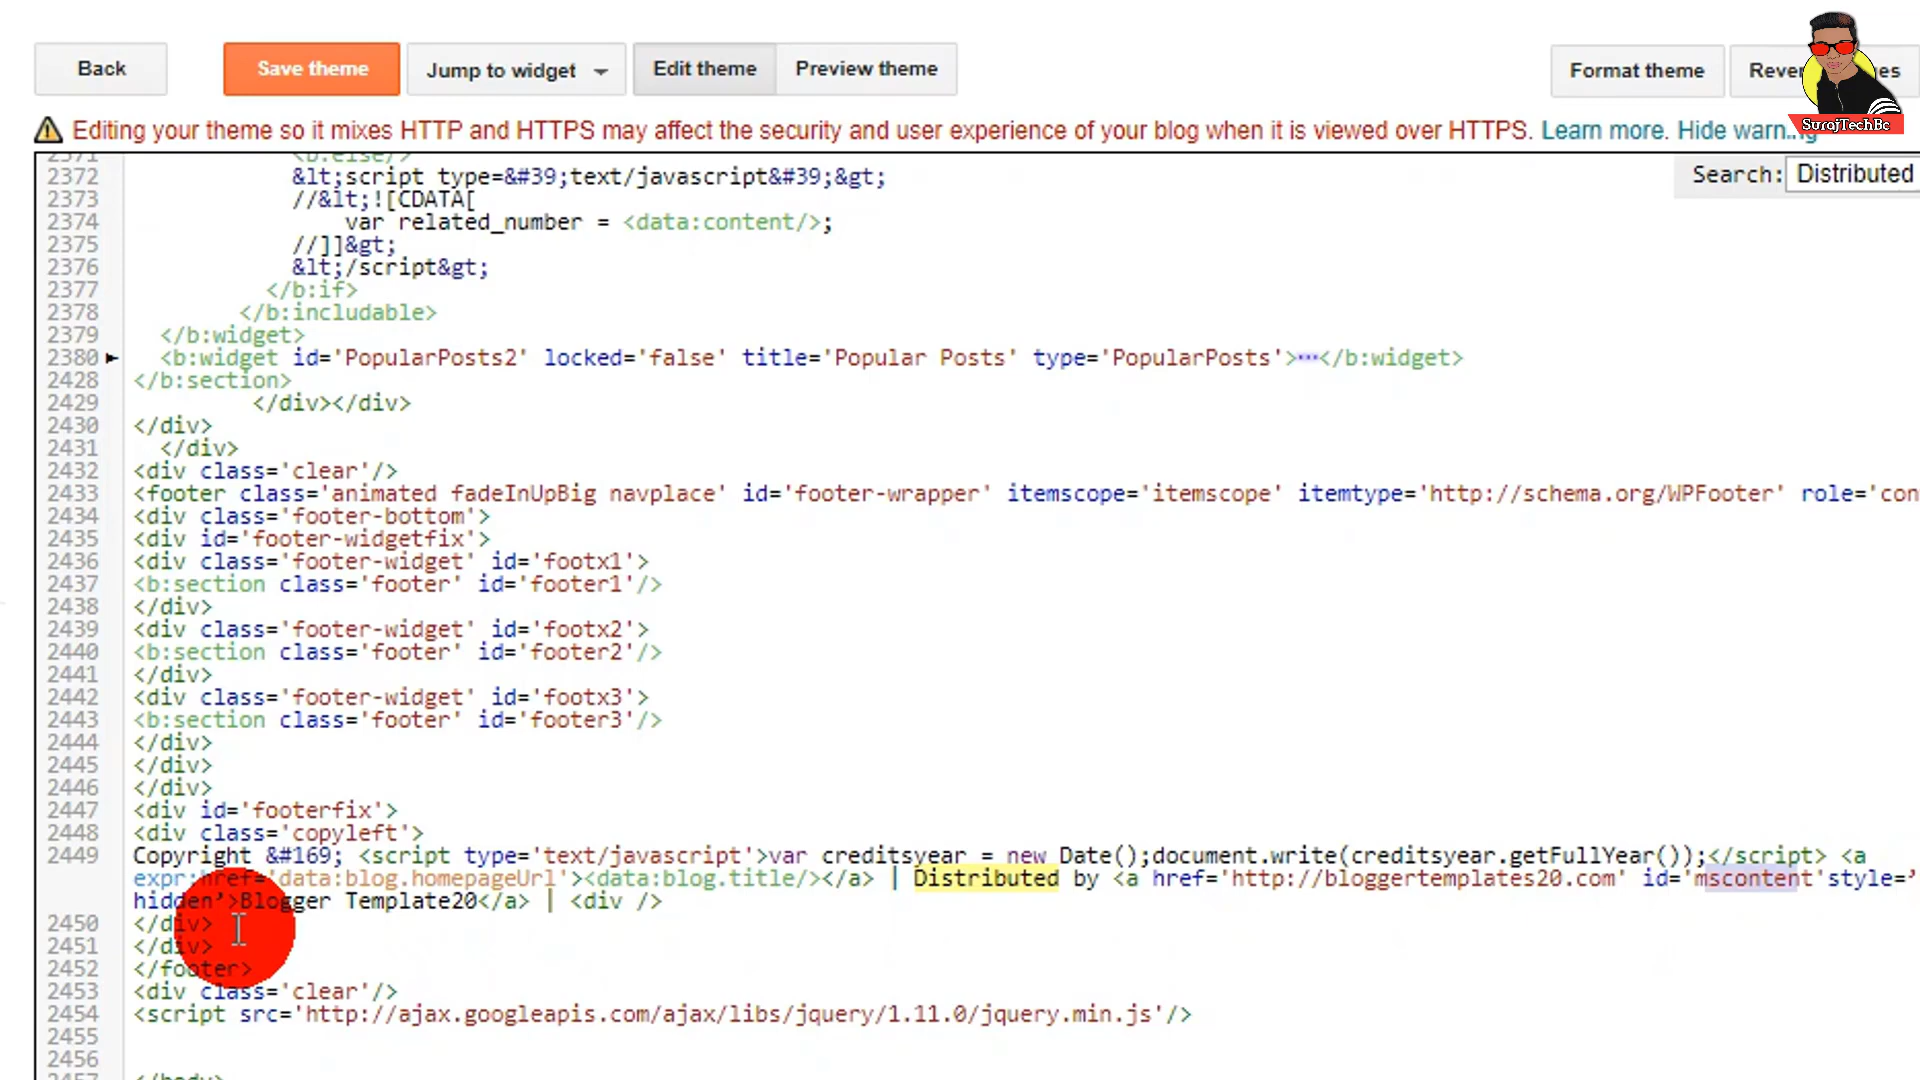 Back
Save theme
Jump to widget
Edit theme
Preview theme
Format theme
SurajTechBc
Editing your theme so it mixes HTTP and HTTPS may affect the security and user experience of your blog when it is viewed over HTTPS. Learn more. Hide warn
Search: Distributed
2371 <b:else/>
2372 &lt;script type=&#39;text/javascript&#39;&gt;
2373 //&lt;![CDATA[
2374 var related_number = <data:content/>;
2375 //]]&gt;
2376 &lt;/script&gt;
2377 </b:if>
2378 </b:includable>
2379 </b:widget>
2380 <b:widget id='PopularPosts2' locked='false' title='Popular Posts' type='PopularPosts'>…</b:widget>
2428 </b:section>
2429 </div></div>
2430 </div>
2431 </div>
2432 <div class='clear'/>
2433 <footer class='animated fadeInUpBig navplace' id='footer-wrapper' itemscope='itemscope' itemtype='http://schema.org/WPFooter' role='con
2434 <div class='footer-bottom'>
2435 <div id='footer-widgetfix'>
2436 <div class='footer-widget' id='footx1'>
2437 <b:section class='footer' id='footer1'/>
2438 </div>
2439 <div class='footer-widget' id='footx2'>
2440 <b:section class='footer' id='footer2'/>
2441 </div>
2442 <div class='footer-widget' id='footx3'>
2443 <b:section class='footer' id='footer3'/>
2444 </div>
2445 </div>
2446 </div>
2447 <div id='footerfix'>
2448 <div class='copyleft'>
2449 Copyright &#169; <script type='text/javascript'>var creditsyear = new Date();document.write(creditsyear.getFullYear());</script> <a
expr:href='data:blog.homepageUrl'><data:blog.title/></a> | Distributed by <a href='http://bloggertemplates20.com' id='mscontent'style=’
hidden’>Blogger Template20</a> | <div />
2450 </div>
2451 </div>
2452 </footer>
2453 <div class='clear'/>
2454 <script src='http://ajax.googleapis.com/ajax/libs/jquery/1.11.0/jquery.min.js'/>
2455
2456
2457 </body>